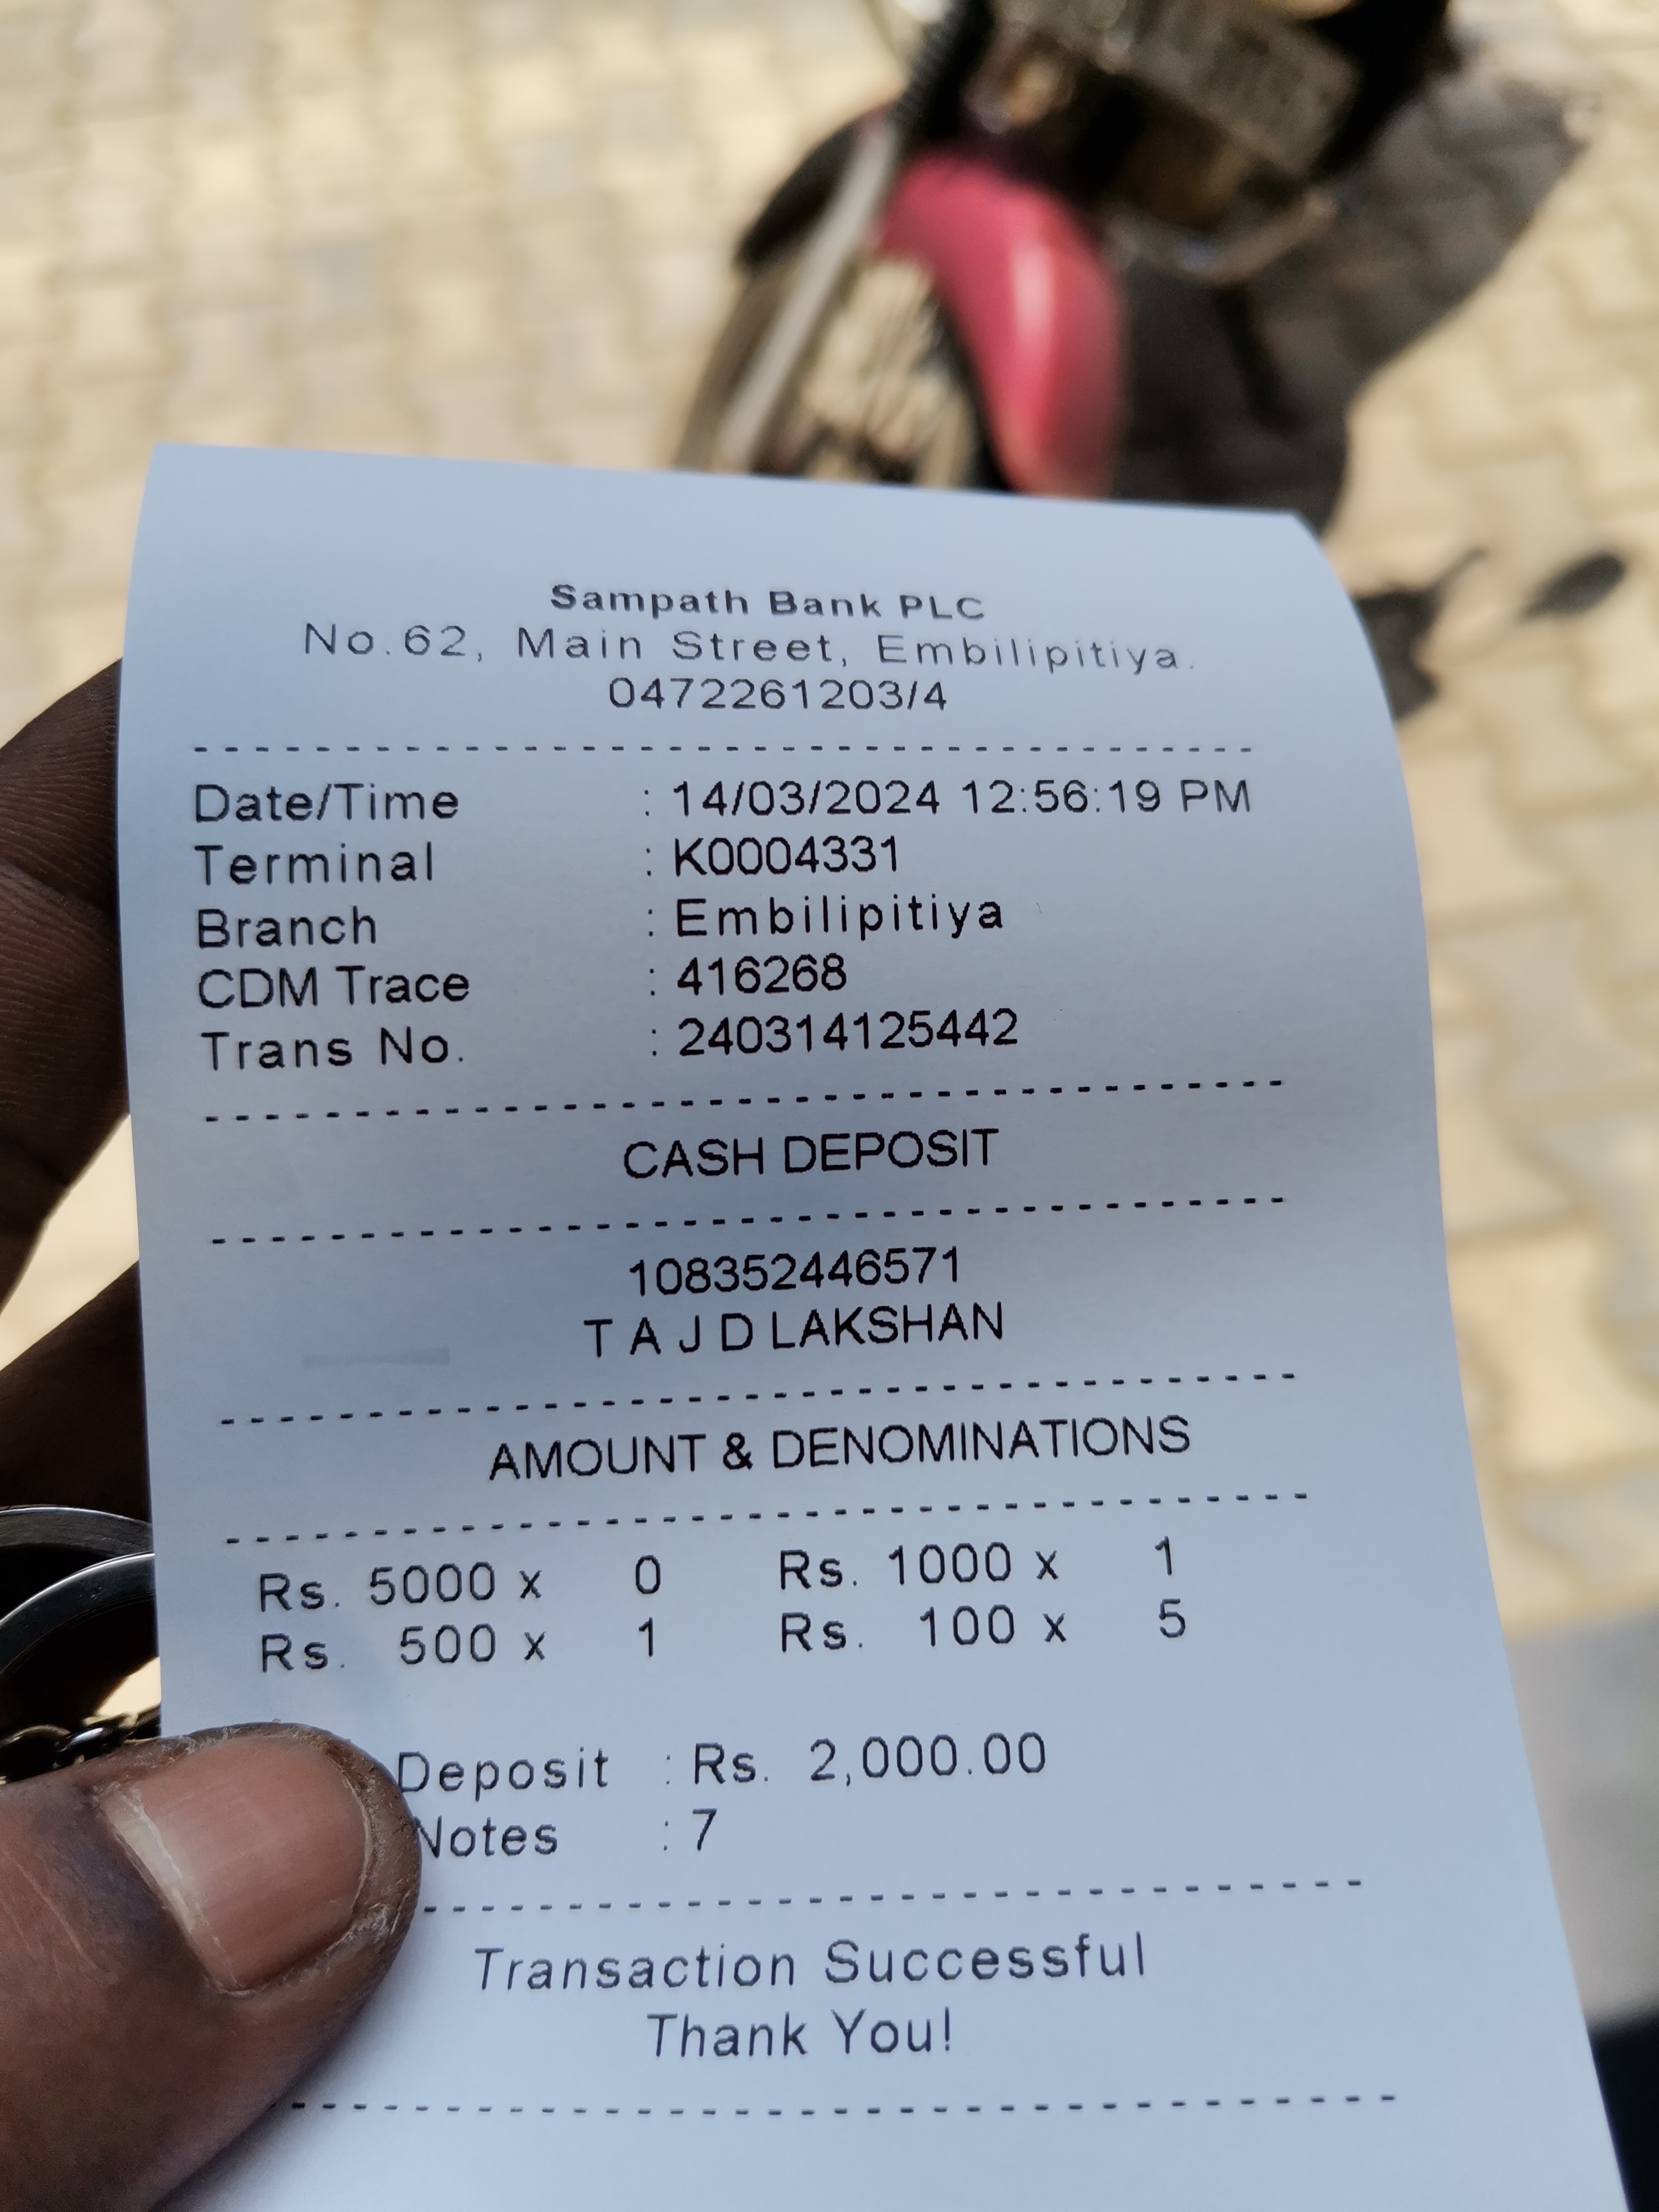 Sampath Bank PLC
No.62, Main Street, Embilipitiya.
0472261203/4
------------------------------------
Date/Time : 14/03/2024 12:56:19 PM
Terminal : K0004331
Branch : Embilipitiya
CDM Trace : 416268
Trans No. : 240314125442
------------------------------------
CASH DEPOSIT
------------------------------------
108352446571
T A J D LAKSHAN
------------------------------------
AMOUNT & DENOMINATIONS
------------------------------------
Rs. 5000 x 0 Rs. 1000 x 1
Rs. 500 x 1 Rs. 100 x 5
Deposit : Rs. 2,000.00
Notes : 7
------------------------------------
Transaction Successful
Thank You!
------------------------------------